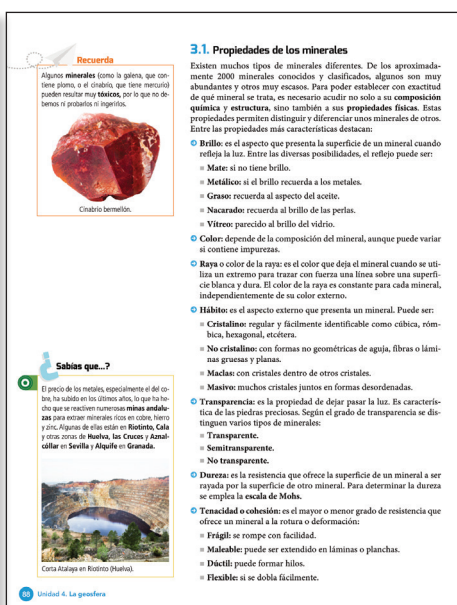 Recuerda
Algunos minerales (como la galena, que con-
tiene plomo, o el cinabrio, que tiene mercurio)
pueden resultar muy tóxicos, por lo que no de-
bemos ni probarlos ni ingerirlos.
Cinabrio bermellón.
¿Sabías que...?
El precio de los metales, especialmente el del co-
bre, ha subido en los últimos años, lo que ha he-
cho que se reactiven numerosas minas andalu-
zas para extraer minerales ricos en cobre, hierro
y zinc. Algunas de ellas están en Riotinto, Cala
y otras zonas de Huelva, las Cruces y Aznal-
cóllar en Sevilla y Alquife en Granada.
Corta Atalaya en Riotinto (Huelva).
3.1. Propiedades de los minerales
Existen muchos tipos de minerales diferentes. De los aproximada-
mente 2000 minerales conocidos y clasificados, algunos son muy
abundantes y otros muy escasos. Para poder establecer con exactitud
de qué mineral se trata, es necesario acudir no solo a su composición
química y estructura, sino también a sus propiedades físicas. Estas
propiedades permiten distinguir y diferenciar unos minerales de otros.
Entre las más características destacan:
Brillo: es el aspecto que presenta la superficie de un mineral cuando
refleja la luz. Entre las diversas posibilidades, el reflejo puede ser:
Mate: si no tiene brillo.
Metálico: si el brillo recuerda a los metales.
Graso: recuerda al aspecto del aceite.
Nacarado: recuerda al brillo de las perlas.
Vítreo: parecido al brillo del vidrio.
Color: depende de la composición del mineral, aunque puede variar
si contiene impurezas.
Raya o color de la raya: es el color que deja el mineral cuando se uti-
liza un extremo para trazar con fuerza una línea sobre una superfi-
cie blanca y dura. El color de la raya es constante para cada mineral,
independientemente de su color externo.
Hábito: es el aspecto externo que presenta un mineral. Puede ser:
Cristalino: regular y fácilmente identificable como cúbica, róm-
bica, hexagonal, etcétera.
No cristalino: con formas no geométricas de aguja, fibras o lámi-
nas gruesas y planas.
Maclas: con cristales dentro de otros cristales.
Masivo: muchos cristales juntos en formas desordenadas.
Transparencia: es la propiedad de dejar pasar la luz. Es caracterís-
tica de las piedras preciosas. Según el grado de transparencia se dis-
tinguen varios tipos de minerales:
Transparente.
Semitransparente.
No transparente.
Dureza: es la resistencia que ofrece la superficie de un mineral a ser
rayada por la superficie de otro mineral. Para determinar la dureza
se emplea la escala de Mohs.
Tenacidad o cohesión: es el mayor o menor grado de resistencia que
ofrece un mineral a la rotura o deformación:
Frágil: se rompe con facilidad.
Maleable: puede ser extendido en láminas o planchas.
Dúctil: puede formar hilos.
Flexible: si se dobla fácilmente.
88 Unidad 4. La geosfera